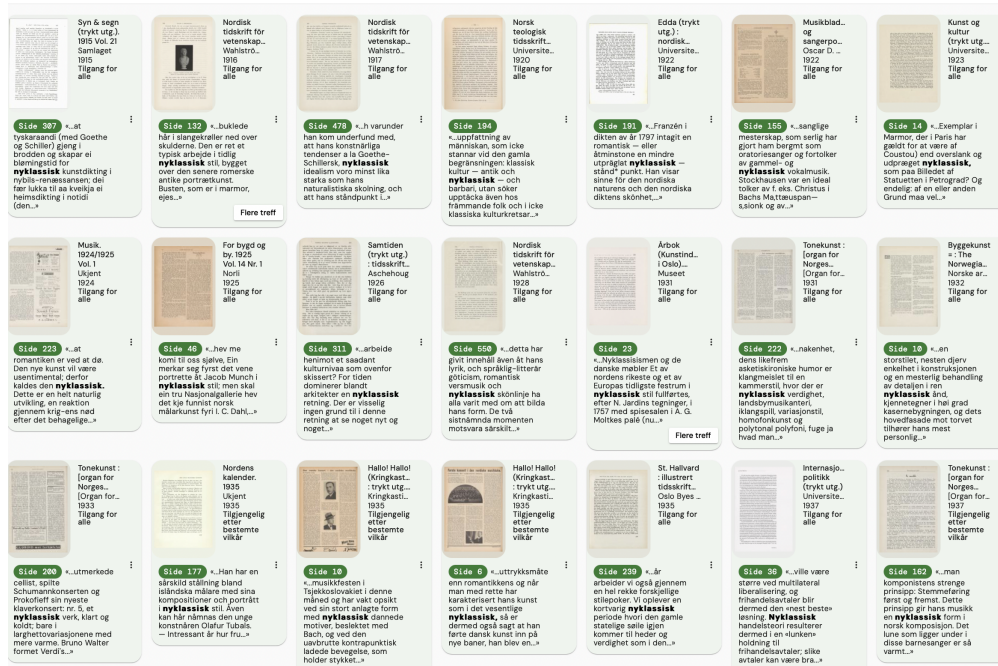 Syn & segn
(trykt utg.).
1915 Vol. 21
Samlaget
1915
Tilgang for
alle
Side 307 «...at
tyskaraandi (med Goethe
og Schiller) gjeng i
brodden og skapar ei
blømingstid for
nyklassisk kunstdikting i
nybils-renæssansen; dei
fær lukka til aa kveikja ei
heimsdikting i notidi
(den...»
Nordisk
tidskrift för
vetenskap...
Wahlströ...
1916
Tilgang for
alle
Side 132 «...buklede
hår i slangekrøller ned over
skulderne. Den er ret et
typisk arbejde i tidlig
nyklassisk stil, bygget
over den senere romerske
antike portrætkunst.
Busten, som er i marmor,
ejes...»
Flere treff
Nordisk
tidskrift för
vetenskap...
Wahlströ...
1917
Tilgang for
alle
Side 478 «...h varunder
han kom underfund med,
att hans konstnärliga
tendenser a la Goethe-
Schillersk, nyklassisk
idealism voro minst lika
starka som hans
naturalistiska skolning, och
att hans ståndpunkt i...»
Norsk
teologisk
tidsskrift...
Universite...
1920
Tilgang for
alle
Side 194
«...uppfattning av
människan, som icke
stannar vid den gamla
begränsningen: klassisk
kultur — antik och
nyklassisk — och
barbari, utan söker
upptäcka även hos
främmande folk och i icke
klassiska kulturkretsar...»
Edda (trykt
utg.) :
nordisk...
Universite...
1922
Tilgang for
alle
Side 191 «...Franzén i
dikten av år 1797 intagit en
romantisk — eller
åtminstone en mindre
utpräglat nyklassisk —
stånd* punkt. Han visar
sinne för den nordiska
naturens och den nordiska
diktens skönhet,...»
Musikblad...
og
sangerpo...
Oscar D. ...
1922
Tilgang for
alle
Side 155 «...sanglige
mesterskap, som serlig har
gjort ham bergmt som
oratoriesanger og fortolker
av gammel- og
nyklassisk vokalmusik.
Stockhausen var en ideal
tolker av f. eks. Christus i
Bachs Ma,ttæuspan—
s,sionk og av...»
Kunst og
kultur
(trykt utg....
Universite...
1923
Tilgang for
alle
Side 14 «...Exemplar i
Marmor, der i Paris har
gældt for at være af
Coustou) end overslank og
udpræget nyklassisk,
som paa Billedet af
Statuetten i Petrograd? Og
endelig: af en eller anden
Grund maa vel...»
Musik.
1924/1925
Vol. 1
Ukjent
1924
Tilgang for
alle
Side 223 «...at
romantiken er ved at dø.
Den nye kunst vil være
usentimental; derfor
kaldes den nyklassisk.
Dette er en helt naturlig
utvikling, en reaktion
gjennem krig-ens nød
efter det behagelige...»
For bygd og
by. 1925
Vol. 14 Nr. 1
Norli
1925
Tilgang for
alle
Side 46 «...hev me
komi til oss sjølve, Ein
merkar seg fyrst det vene
portrette åt Jacob Munch i
nyklassisk stil; men skal
ein tru Nasjonalgallerie hev
det kje funnit norsk
målarkunst fyri I. C. Dahl,...»
Samtiden
(trykt utg.)
: tidsskrift...
Aschehoug
1926
Tilgang for
alle
Side 311 «...arbeide
henimot et saadant
kulturnivaa som ovenfor
skissert? For tiden
dominerer blandt
arkitekter en nyklassisk
retning. Der er visselig
ingen grund til i denne
retning at se noget nyt og
noget...»
Nordisk
tidskrift för
vetenskap...
Wahlströ...
1928
Tilgang for
alle
Side 550 «...detta har
givit innehåll även åt hans
lyrik, och språklig-litterär
göticism, romantisk
versmusik och
nyklassisk skönlinje ha
alla varit med om att bilda
hans form. De två
sistnämnda momenten
motsvara särskilt...»
Årbok
(Kunstind...
i Oslo)....
Museet
1931
Tilgang for
alle
Side 23
«...Nyklassisismen og de
danske møbler Et av
Nordens rikeste og et av
Europas tidligste festrum i
nyklassisk stil fullførtes,
efter N. Jardins tegninger, i
1757 med spisesalen i A. G.
Moltkes palé (nu...»
Flere treff
Tonekunst :
[organ for
Norges...
[Organ for...
1931
Tilgang for
alle
Side 222 «...nakenhet,
dens likefrem
asketiskironiske humor er
klangmeislet til en
kammerstil, hvor der er
nyklassisk verdighet,
landsbymusikanteri,
iklangspill, variasjonstil,
homofonkunst og
polytonal polyfoni, fuge ja
hvad man...»
Byggekunst
= : The
Norwegia...
Norske ar...
1932
Tilgang for
alle
Side 10 «...en
storstilet, nesten djerv
enkelhet i konstruksjonen
og en mesterlig behandling
av detaljen i ren
nyklassisk ånd,
kjennetegner i høi grad
kasernebygningen, og dets
hovedfasade mot torvet
tilhører hans mest
personlig...»
Tonekunst :
[organ for
Norges...
[Organ for...
1933
Tilgang for
alle
Side 200 «...utmerkede
cellist, spilte
Schumannkonserten og
Prokofieff sin nyeste
klaverkonsert: nr. 5, et
nyklassisk verk, klart og
koldt; bare i
larghettovariasjonene med
mere varme. Bruno Walter
formet Verdi's...»
Nordens
kalender.
1935
Ukjent
1935
Tilgang for
alle
Side 177 «...Han har en
särskild ställning bland
isländska målare med sina
kompositioner och porträtt
i nyklassisk stil. Även
kan här nämnas den unge
konstnären Olafur Tubals.
— Intressant är hur fru...»
Hallo! Hallo!
(Kringkast...
: trykt utg....
Kringkasti...
1935
Tilgjengelig
etter
bestemte
vilkår
Side 10
«...musikkfesten i
Tsjekoslovakiet i denne
måned og har vakt opsikt
ved sin stort anlagte form
med nyklassisk dannede
motiver, beslektet med
Bach, og ved den
uavbrutte kontrapunktisk
ladede bevegelse, som
holder stykket...»
Hallo! Hallo!
(Kringkast...
: trykt utg....
Kringkasti...
1935
Tilgjengelig
etter
bestemte
vilkår
Side 6 «...uttrykksmåte
enn romantikkens og når
man med rette har
karakterisert hans kunst
som i det vesentlige
nyklassisk, så er
dermed også sagt at han
førte dansk kunst inn på
nye baner, han blev en...»
St. Hallvard
: illustrert
tidsskrift...
Oslo Byes ...
1935
Tilgang for
alle
Side 239 «...år
arbeider vi også gjennem
en hel rekke forskjellige
stilepoker. Vi oplever en
kortvarig nyklassisk
periode hvori den gamle
statelige søile igjen
kommer til heder og
verdighet som i den...»
Internasjo...
politikk
(trykt utg.)
Universite...
1937
Tilgang for
alle
Side 36 «...ville være
større ved multilateral
liberalisering, og
frihandelsavtaler blir
dermed den «nest beste»
løsning. Nyklassisk
handelsteori resulterer
dermed i en «lunken»
holdning til
frihandelsavtaler; slike
avtaler kan være bra...»
Tonekunst :
[organ for
Norges...
[Organ for...
1937
Tilgjengelig
etter
bestemte
vilkår
Side 162 «...man
komponistens strenge
prinsipp: Stemmeføring
først og fremst. Dette
prinsipp gir hans musikk
en nyklassisk form i
norsk komposisjon. Det
lune som ligger under i
disse barnesanger er så
varmt...»